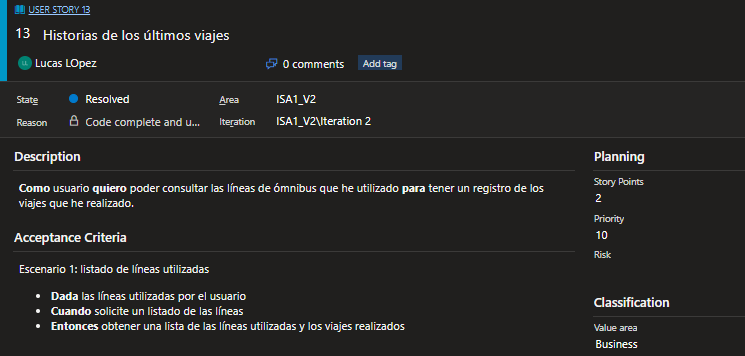 USER STORY 13
13 Historias de los últimos viajes
LL Lucas LOpez 0 comments Add tag
State Resolved Area ISA1_V2
Reason Code complete and u... Iteration ISA1_V2\Iteration 2
Description
Como usuario quiero poder consultar las líneas de ómnibus que he utilizado para tener un registro de los
viajes que he realizado.
Acceptance Criteria
Escenario 1: listado de líneas utilizadas
• Dada las líneas utilizadas por el usuario
• Cuando solicite un listado de las líneas
• Entonces obtener una lista de las líneas utilizadas y los viajes realizados
Planning
Story Points
2
Priority
10
Risk
Classification
Value area
Business